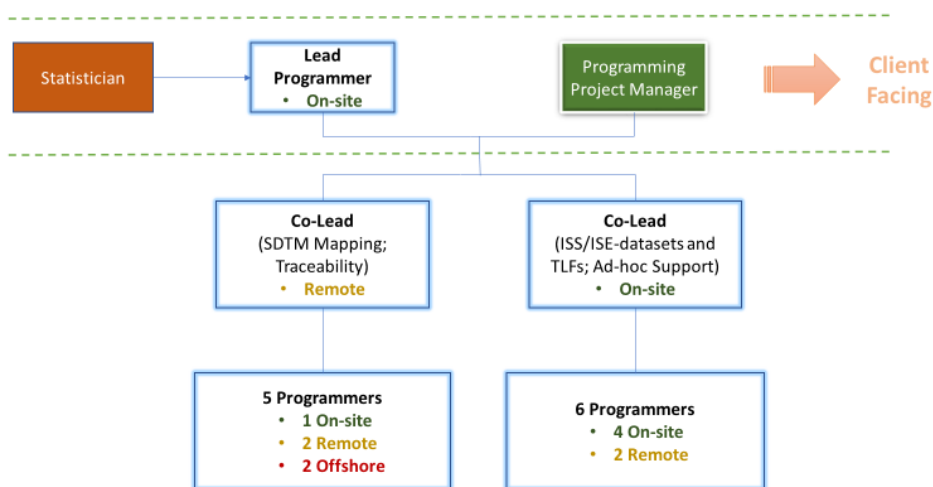 Statistician
Lead
Programmer
• On-site
Programming
Project Manager
Client
Facing
Co-Lead
(SDTM Mapping;
Traceability)
• Remote
Co-Lead
(ISS/ISE-datasets and
TLFs; Ad-hoc Support)
• On-site
5 Programmers
• 1 On-site
• 2 Remote
• 2 Offshore
6 Programmers
• 4 On-site
• 2 Remote